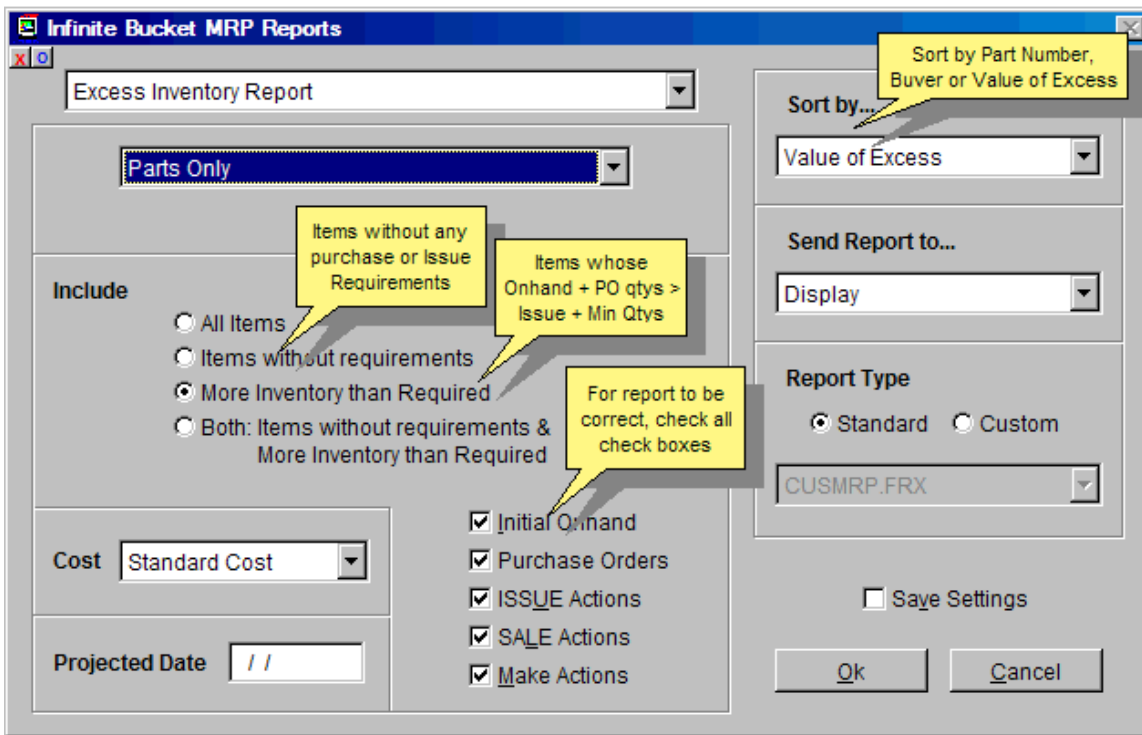 Infinite Bucket MRP Reports
X O
Sort by Part Number,
Buyer or Value of Excess
Excess Inventory Report
Sort by...
Parts Only
Value of Excess
Items without any
purchase or Issue
Requirements
Items whose
Onhand + PO qtys >
Issue + Min Qtys
Send Report to...
Display
Include
All Items
Items without requirements
More Inventory than Required
Both: Items without requirements &
More Inventory than Required
For report to be
correct, check all
check boxes
Report Type
Standard Custom
CUSMRP.FRX
Initial Onhand
Purchase Orders
ISSUE Actions
SALE Actions
Make Actions
Cost Standard Cost
Projected Date / /
Save Settings
Ok Cancel